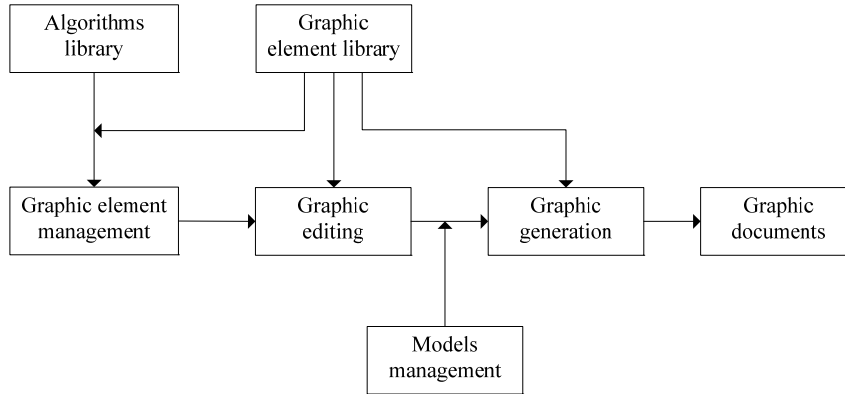 Algorithms
library
Graphic
element library
Graphic element
management
Graphic
editing
Graphic
generation
Graphic
documents
Models
management